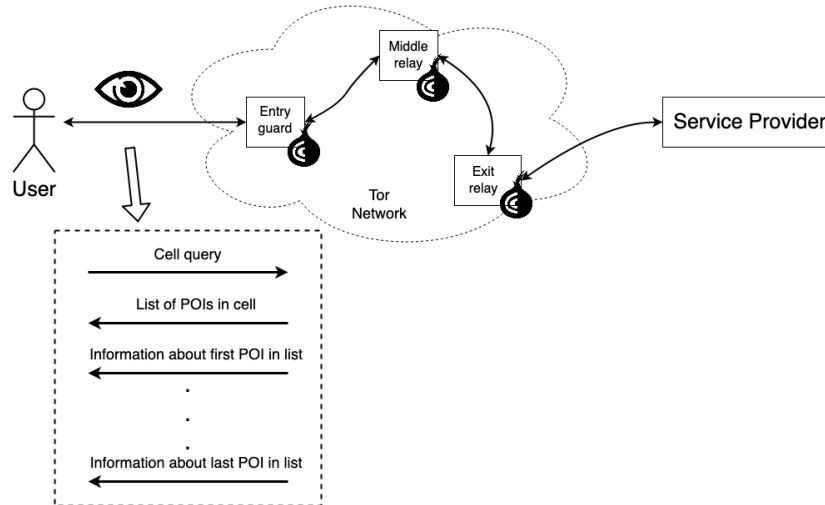 Middle
relay
Entry
guard
Service Provider
User
Exit
relay
Tor
Network
Cell query
List of POIs in cell
Information about first POI in list
.
.
.
Information about last POI in list